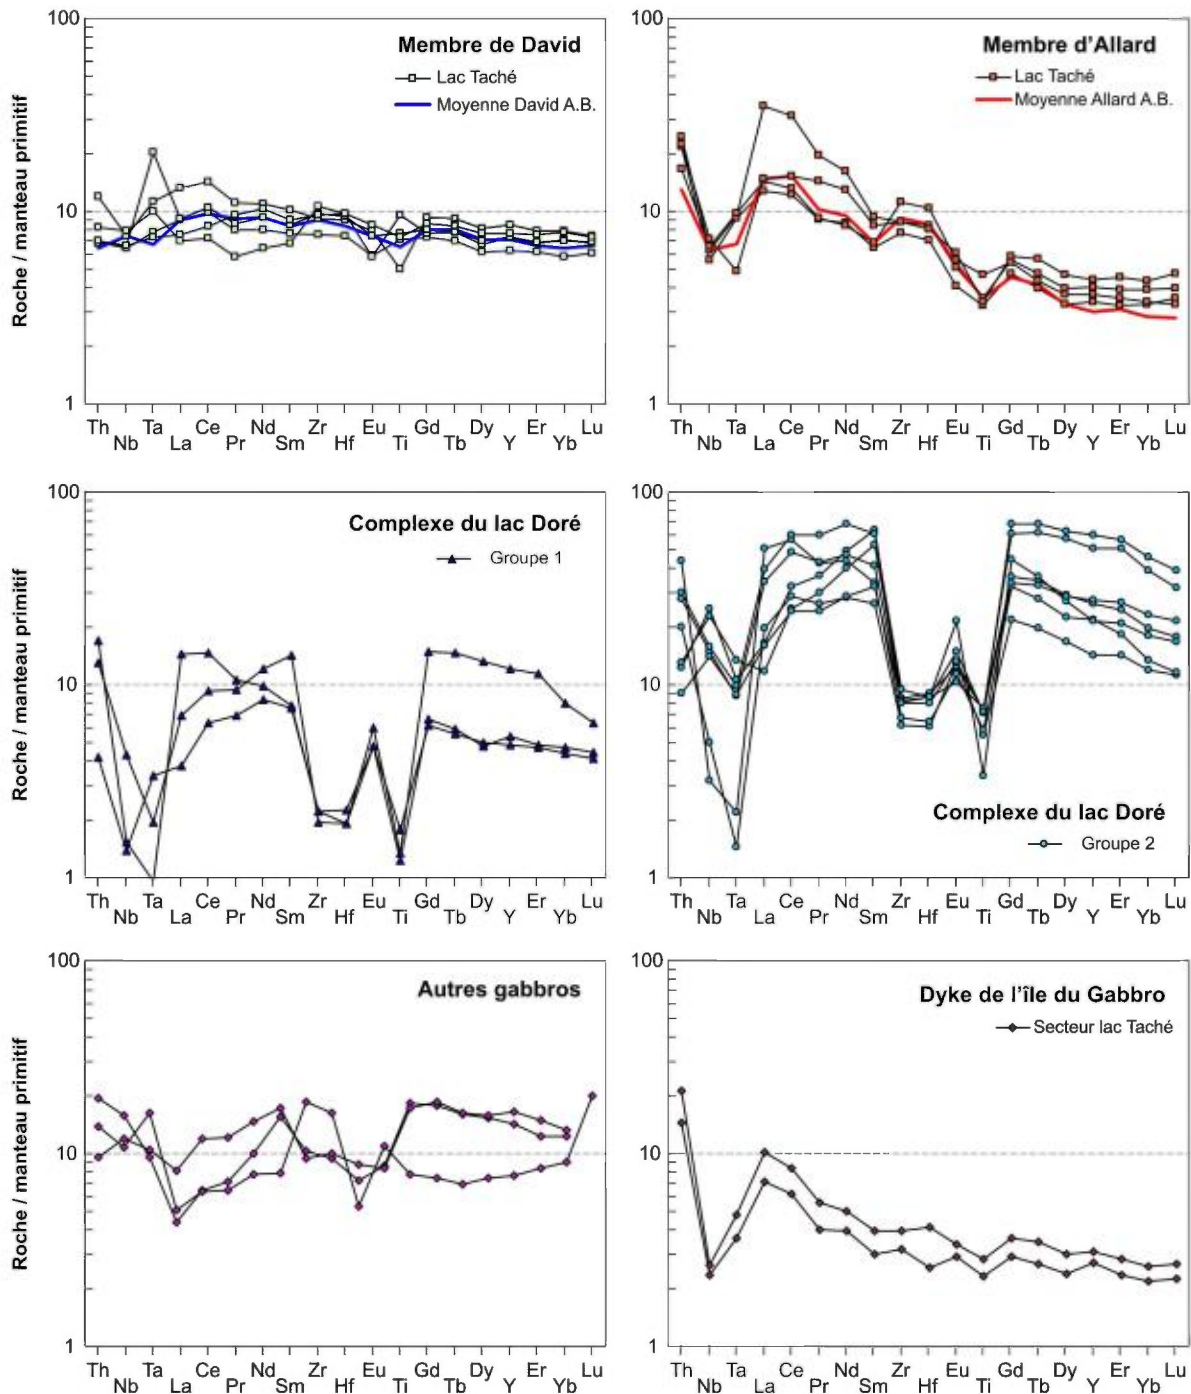 100
Membre de David
Lac Taché
Moyenne David A.B.
10
1
Roche / manteau primitif
Th Nb Ta La Ce Pr Nd Sm Zr Hf Eu Ti Gd Tb Dy Y Er Yb Lu
100
Membre d'Allard
Lac Taché
Moyenne Allard A.B.
10
1
Th Nb Ta La Ce Pr Nd Sm Zr Hf Eu Ti Gd Tb Dy Y Er Yb Lu
100
Complexe du lac Doré
Groupe 1
10
1
Roche / manteau primitif
Th Nb Ta La Ce Pr Nd Sm Zr Hf Eu Ti Gd Tb Dy Y Er Yb Lu
100
10
Complexe du lac Doré
Groupe 2
1
Th Nb Ta La Ce Pr Nd Sm Zr Hf Eu Ti Gd Tb Dy Y Er Yb Lu
100
Autres gabbros
10
1
Roche / manteau primitif
Th Nb Ta La Ce Pr Nd Sm Zr Hf Eu Ti Gd Tb Dy Y Er Yb Lu
100
Dyke de l'île du Gabbro
Secteur lac Taché
10
1
Th Nb Ta La Ce Pr Nd Sm Zr Hf Eu Ti Gd Tb Dy Y Er Yb Lu